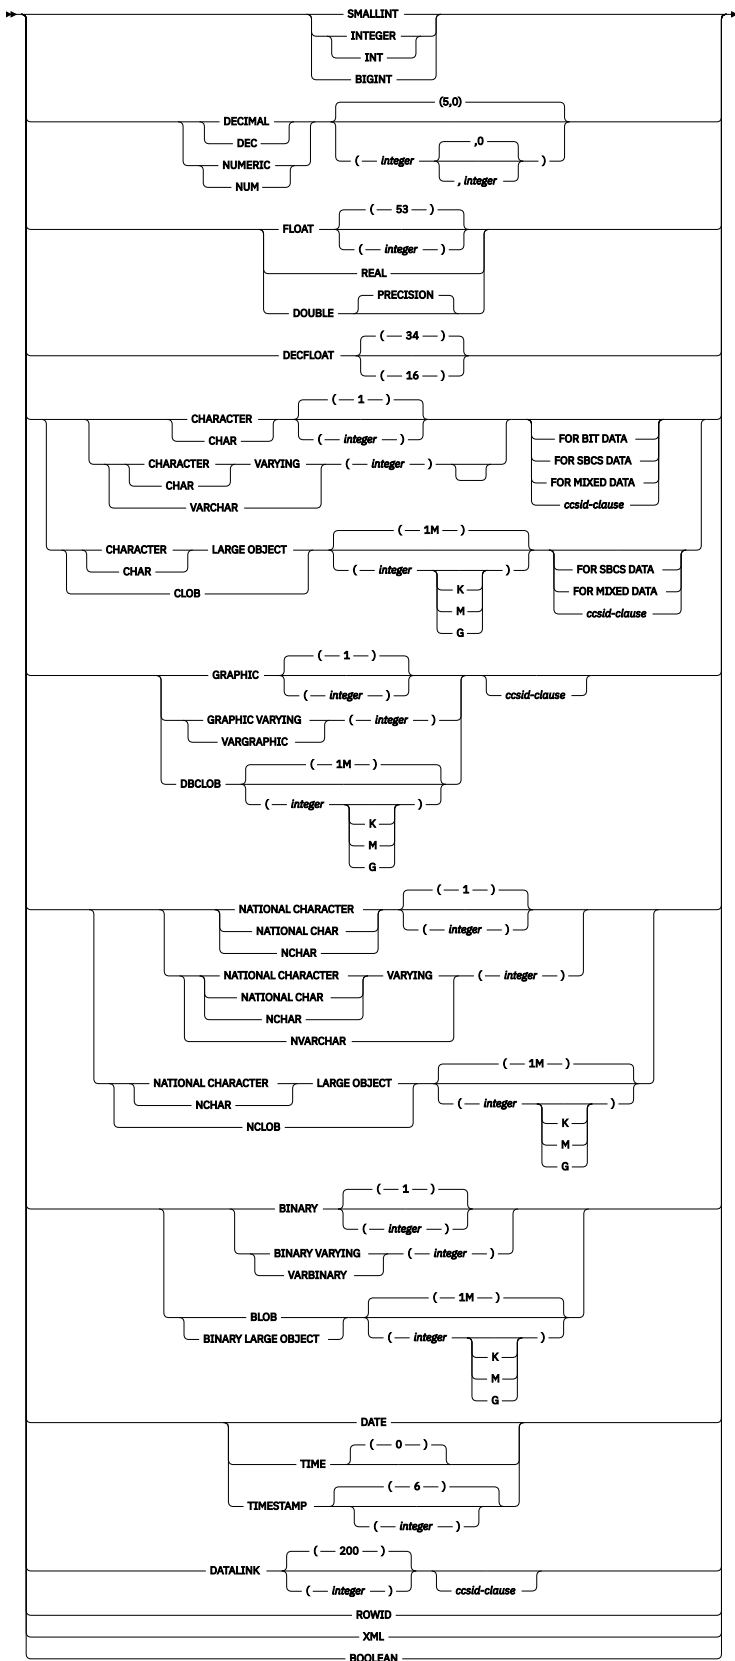 SMALLINT
INTEGER
INT
BIGINT
(5,0)
DECIMAL
DEC
,0
NUMERIC
( integer )
NUM
, integer
( 53 )
FLOAT
( integer )
REAL
PRECISION
DOUBLE
( 34 )
DECFLOAT
( 16 )
( 1 )
CHARACTER
CHAR
( integer )
FOR BIT DATA
CHARACTER VARYING ( integer )
FOR SBCS DATA
CHAR
FOR MIXED DATA
VARCHAR
ccsid-clause
( 1M )
CHARACTER LARGE OBJECT
CHAR
( integer )
FOR SBCS DATA
CLOB
K
FOR MIXED DATA
M
ccsid-clause
G
( 1 )
GRAPHIC
( integer )
ccsid-clause
GRAPHIC VARYING ( integer )
VARGRAPHIC
( 1M )
DBCLOB
( integer )
K
M
G
( 1 )
NATIONAL CHARACTER
NATIONAL CHAR
( integer )
NCHAR
NATIONAL CHARACTER VARYING ( integer )
NATIONAL CHAR
NCHAR
NVARCHAR
( 1M )
NATIONAL CHARACTER LARGE OBJECT
NCHAR
( integer )
NCLOB
K
M
G
( 1 )
BINARY
( integer )
BINARY VARYING ( integer )
VARBINARY
( 1M )
BLOB
BINARY LARGE OBJECT
( integer )
K
M
G
DATE
( 0 )
TIME
( 6 )
TIMESTAMP
( integer )
( 200 )
DATALINK
( integer )
ccsid-clause
ROWID
XML
BOOLEAN